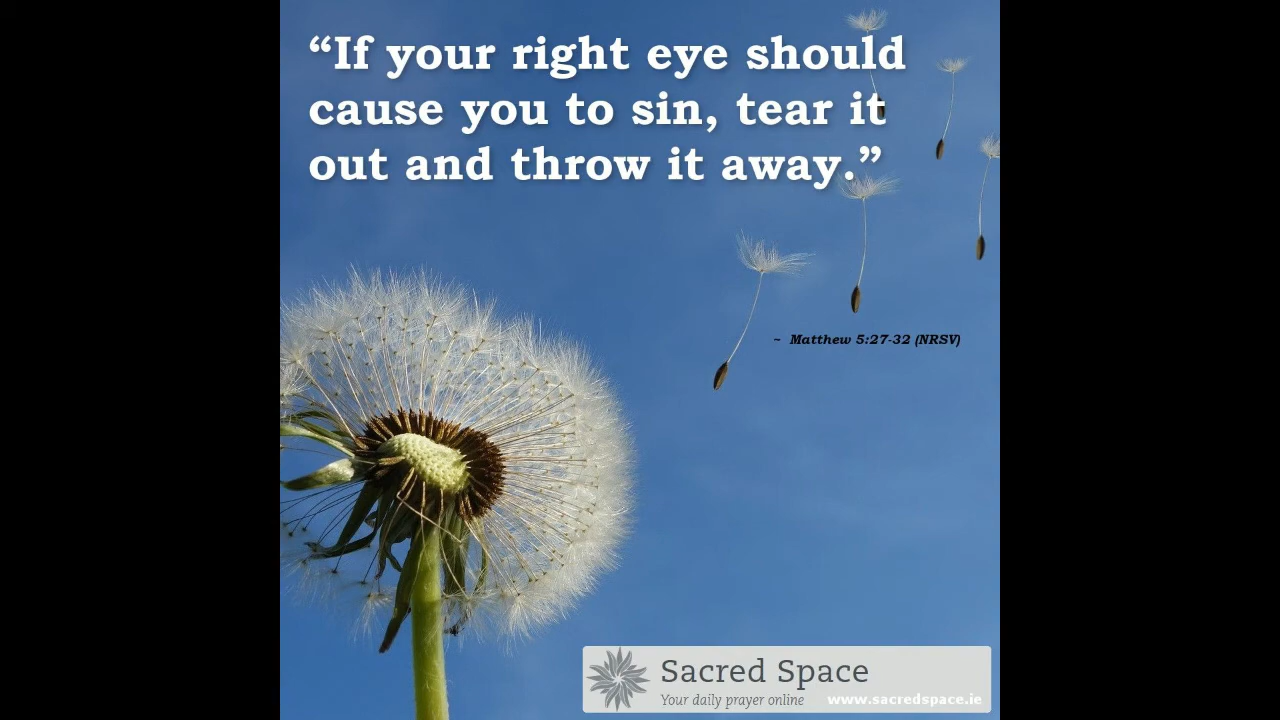 “If your right eye should
cause you to sin, tear it
out and throw it away.”
~ Matthew 5:27-32 (NRSV)
Sacred Space
Your daily prayer online www.sacredspace.ie